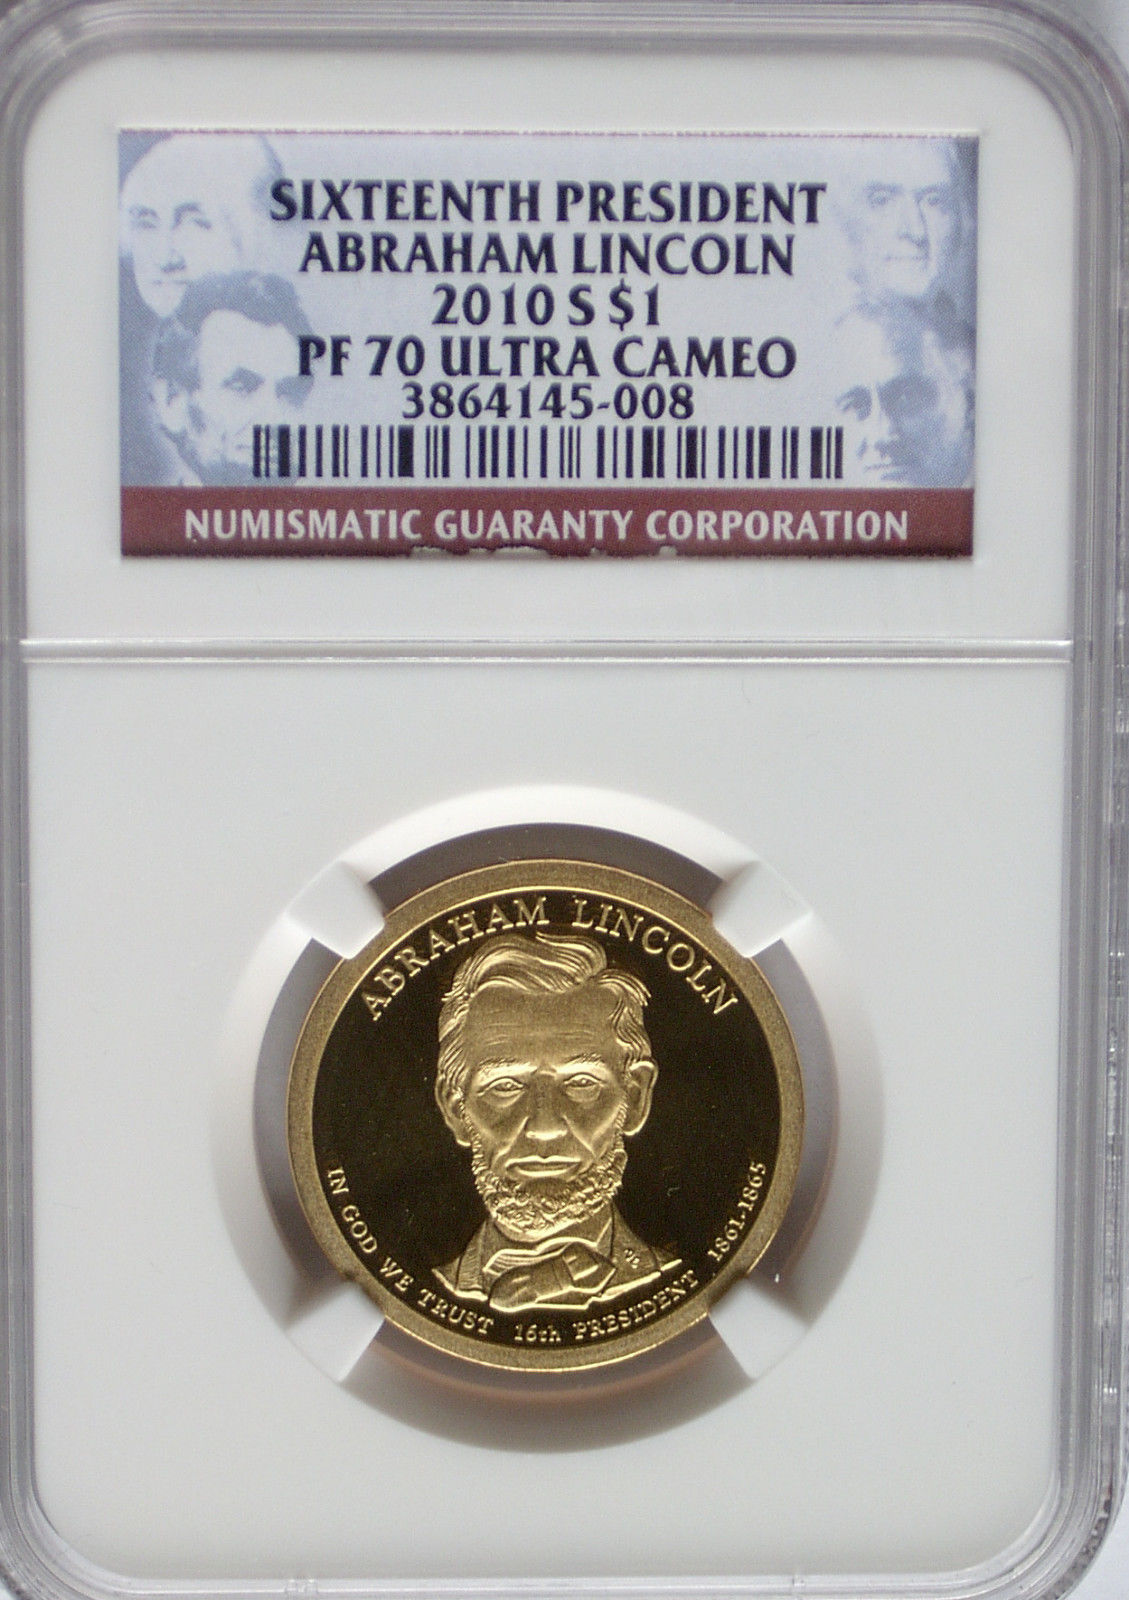 SIXTEENTH PRESIDENT
ABRAHAM LINCOLN
2010 S $1
PF 70 ULTRA CAMEO
3864145-008
NUMISMATIC GUARANTY CORPORATION
ABRAHAM LINCOLN
IN GOD WE TRUST 16th PRESIDENT 1861-1865